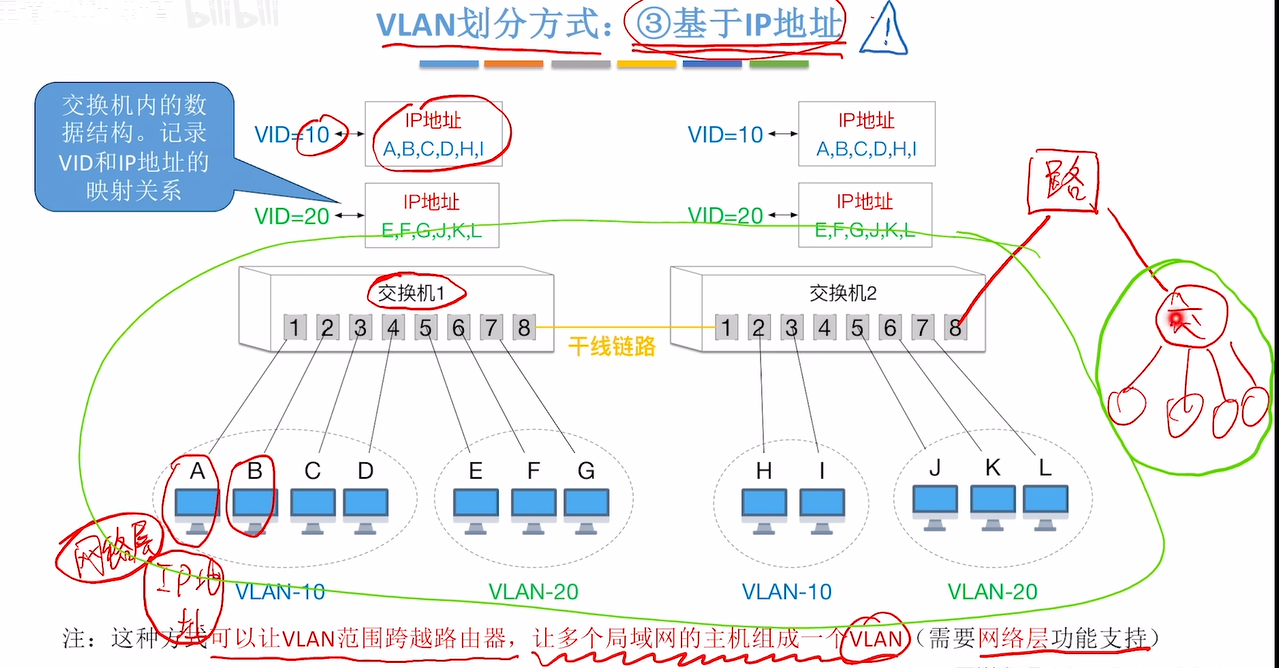 bilibili
VLAN划分方式：③基于IP地址
交换机内的数
据结构。记录
VID和IP地址的
映射关系
VID=10
IP地址
A,B,C,D,H,I
VID=10
IP地址
A,B,C,D,H,I
VID=20
IP地址
E,F,G,J,K,L
VID=20
IP地址
E,F,G,J,K,L
路
交换机1
1 2 3 4 5 6 7 8
干线链路
交换机2
1 2 3 4 5 6 7 8
A B C D
E F G
H I
J K L
网络层
IP地
址
VLAN-10
VLAN-20
VLAN-10
VLAN-20
注：这种方式可以让VLAN范围跨越路由器，让多个局域网的主机组成一个VLAN（需要网络层功能支持）